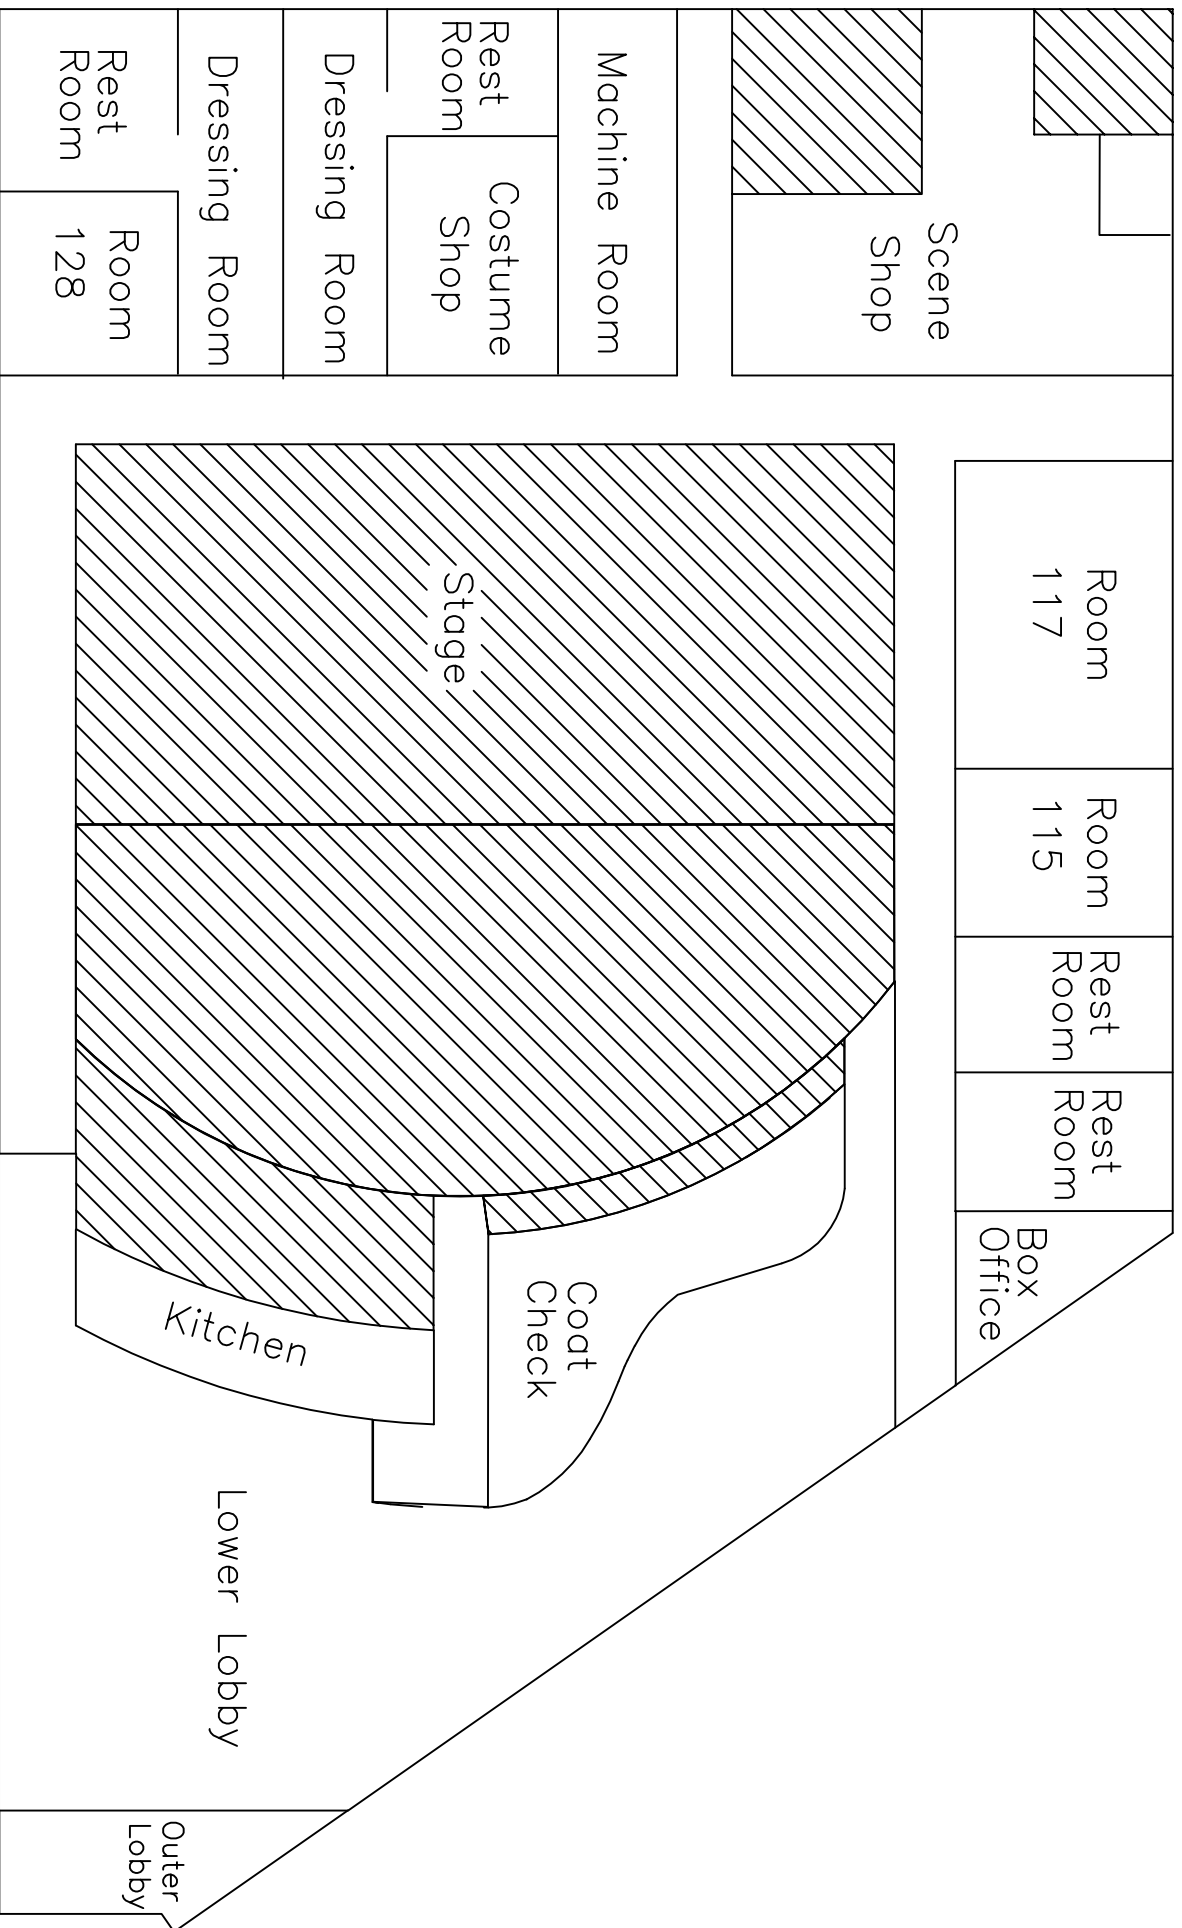 Rest
Room
Room
128
Dressing Room
Dressing Room
Rest
Room
Costume
Shop
Machine Room
Scene
Shop
Stage
Room
117
Room
115
Rest
Room
Rest
Room
Box
Office
Coat
Check
Kitchen
Lower Lobby
Outer
Lobby